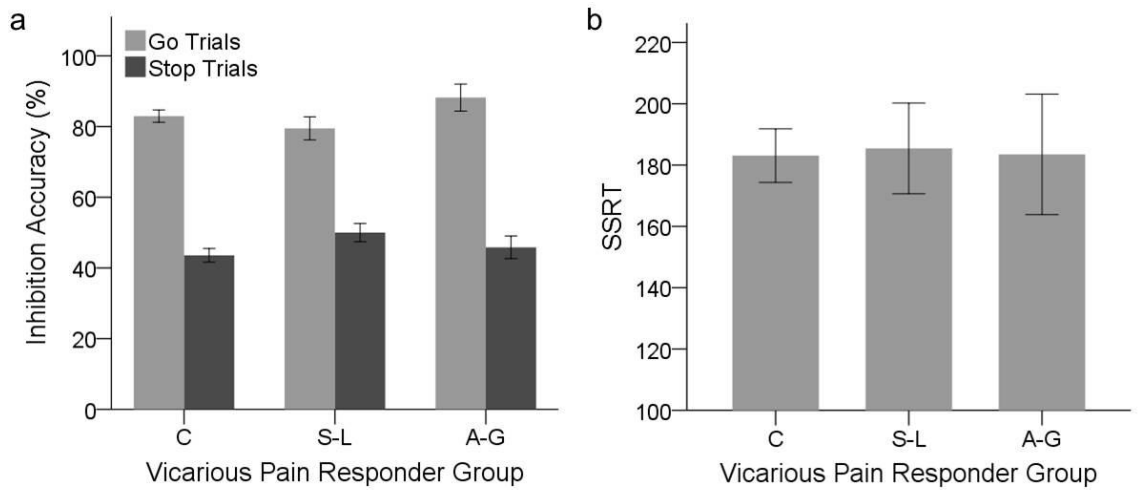 a
Go Trials
Stop Trials
100
80
60
40
20
0
Inhibition Accuracy (%)
C
S-L
A-G
Vicarious Pain Responder Group
b
220
200
180
160
140
120
100
SSRT
C
S-L
A-G
Vicarious Pain Responder Group